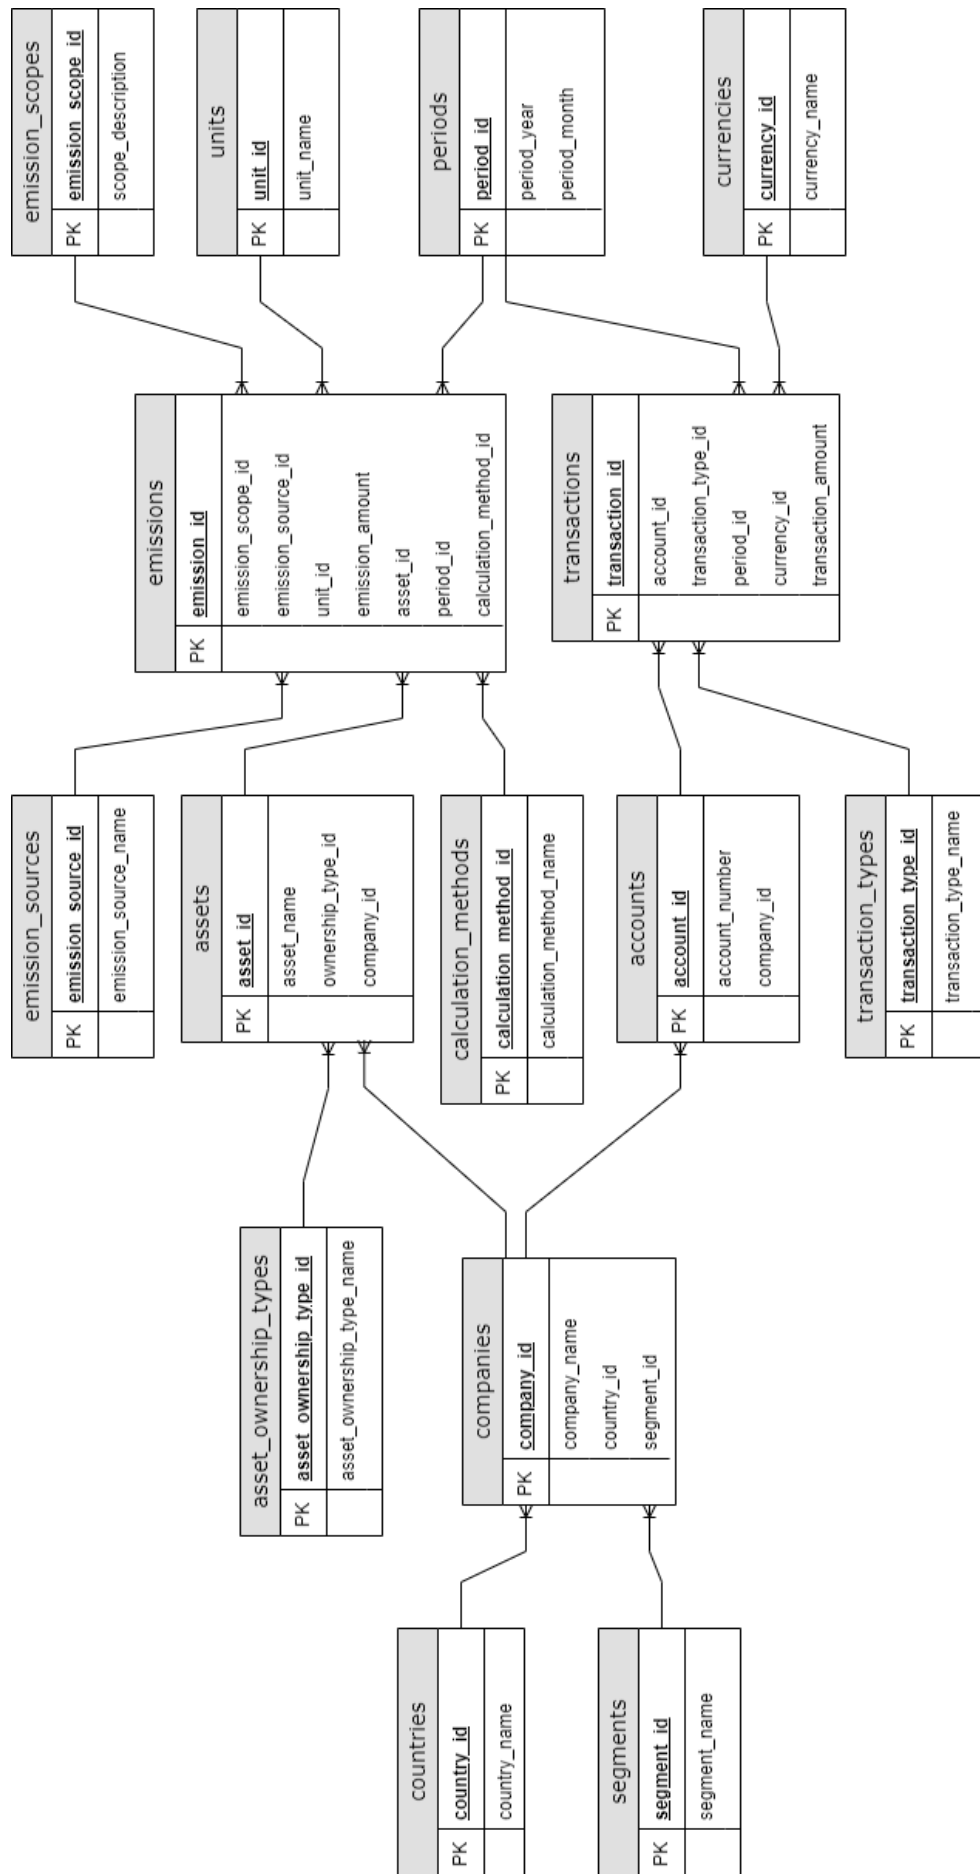 countries
PK country_id
country_name
segments
PK segment_id
segment_name
asset_ownership_types
PK asset_ownership_type_id
asset_ownership_type_name
companies
PK company_id
company_name
country_id
segment_id
emission_sources
PK emission_source_id
emission_source_name
assets
PK asset_id
asset_name
ownership_type_id
company_id
calculation_methods
PK calculation_method_id
calculation_method_name
accounts
PK account_id
account_number
company_id
transaction_types
PK transaction_type_id
transaction_type_name
emissions
PK emission_id
emission_scope_id
emission_source_id
unit_id
emission_amount
asset_id
period_id
calculation_method_id
transactions
PK transaction_id
account_id
transaction_type_id
period_id
currency_id
transaction_amount
emission_scopes
PK emission_scope_id
scope_description
units
PK unit_id
unit_name
periods
PK period_id
period_year
period_month
currencies
PK currency_id
currency_name